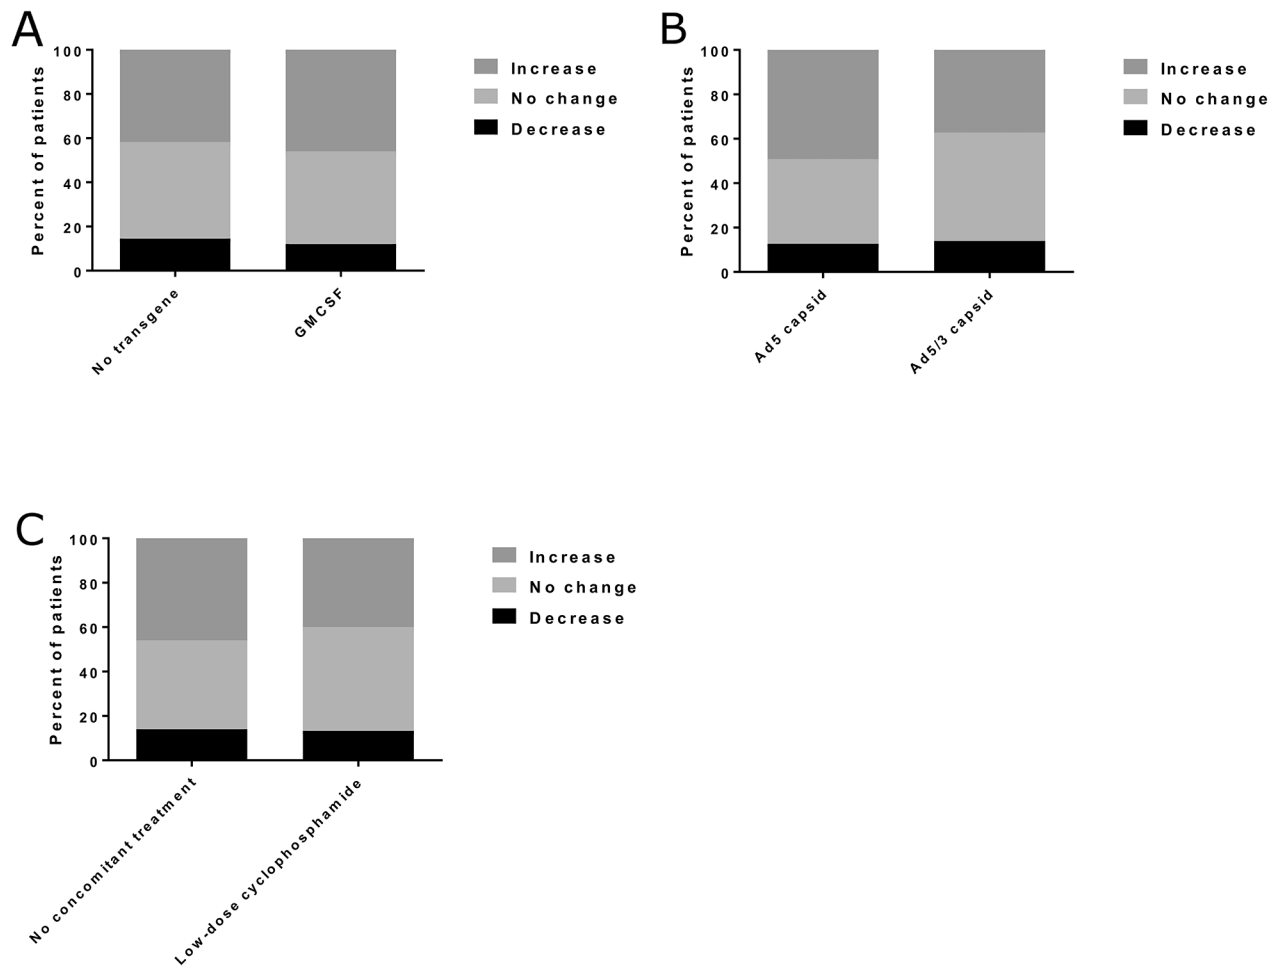 A
Percent of patients
100
80
60
40
20
0
No transgene
GMCSF
Increase
No change
Decrease
B
Percent of patients
100
80
60
40
20
0
Ad5 capsid
Ad5/3 capsid
Increase
No change
Decrease
C
Percent of patients
100
80
60
40
20
0
No concomitant treatment
Low-dose cyclophosphamide
Increase
No change
Decrease